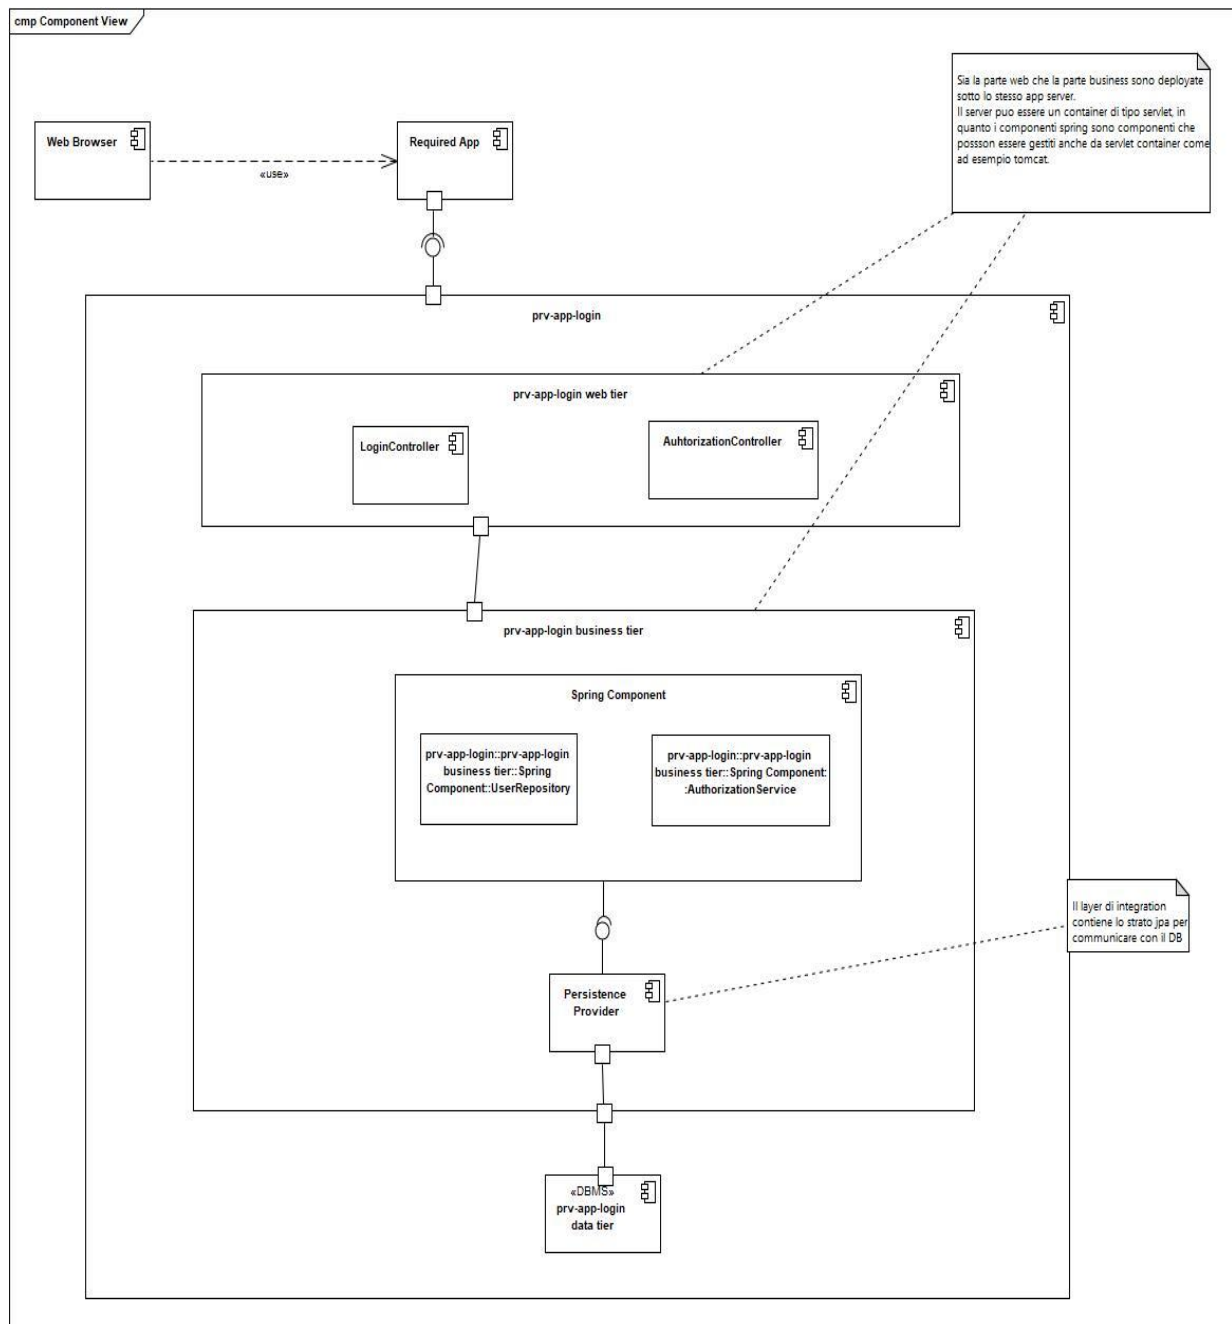 cmp Component View
Sia la parte web che la parte business sono deployate
sotto lo stesso app server.
Il server puo essere un container di tipo servlet, in
quanto i componenti spring sono componenti che
posson essere gestiti anche da servlet container come
ad esempio tomcat.
Web Browser
«use»
Required App
prv-app-login
prv-app-login web tier
LoginController
AuhtorizationController
prv-app-login business tier
Spring Component
prv-app-login::prv-app-login
business tier::Spring
Component::UserRepository
prv-app-login::prv-app-login
business tier::Spring Component:
:AuthorizationService
Il layer di integration
contiene lo strato jpa per
communicare con il DB
Persistence
Provider
«DBMS»
prv-app-login
data tier